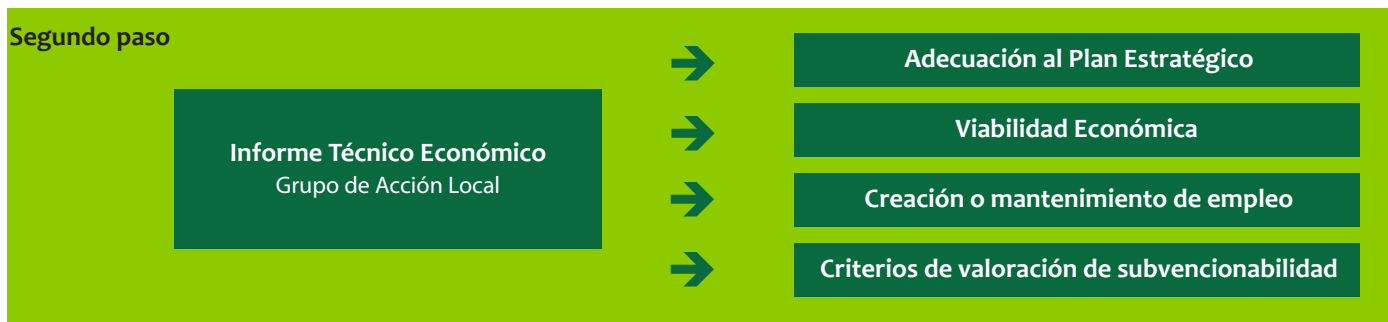 Segundo paso
Informe Técnico Económico
Grupo de Acción Local
Adecuación al Plan Estratégico
Viabilidad Económica
Creación o mantenimiento de empleo
Criterios de valoración de subvencionabilidad